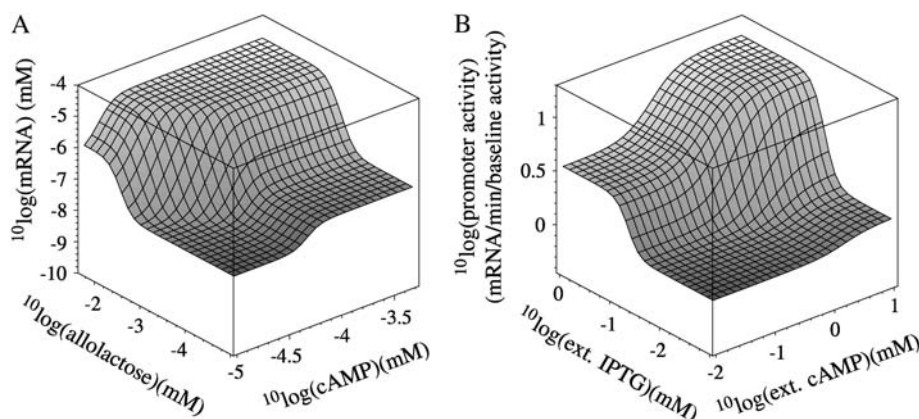 A
10log(mRNA) (mM)
-4
-5
-6
-7
-8
-9
-10
-2
-3
-4
-5
-4.5
-4
-3.5
10log(allolactose)(mM)
10log(cAMP)(mM)
B
10log(promoter activity)
(mRNA/min/baseline activity)
1
0.5
0
0
-1
-2
-2
-1
0
1
10log(ext. IPTG)(mM)
10log(ext. cAMP)(mM)